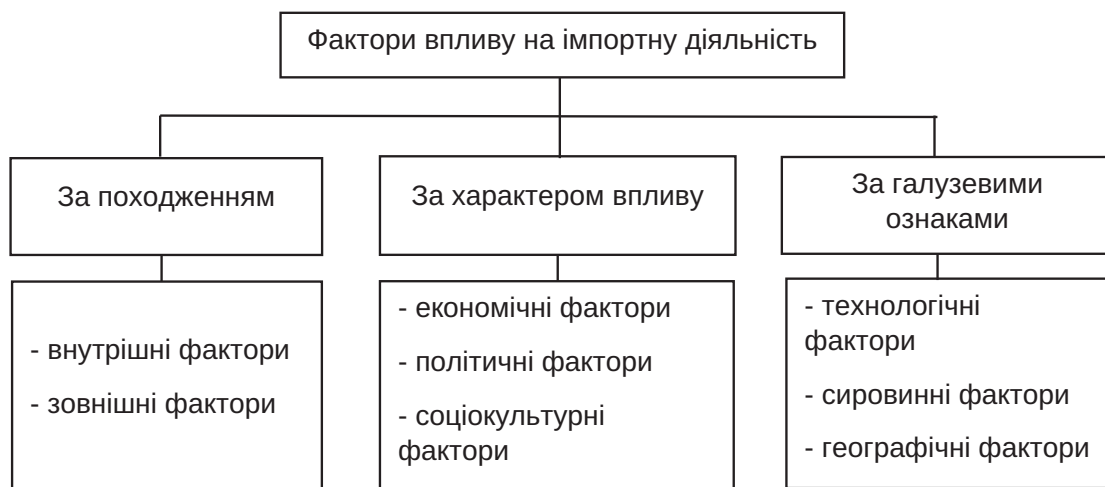 Фактори впливу на імпортну діяльність
За походженням
- внутрішні фактори
- зовнішні фактори
За характером впливу
- економічні фактори
- політичні фактори
- соціокультурні
фактори
За галузевими
ознаками
- технологічні
фактори
- сировинні фактори
- географічні фактори